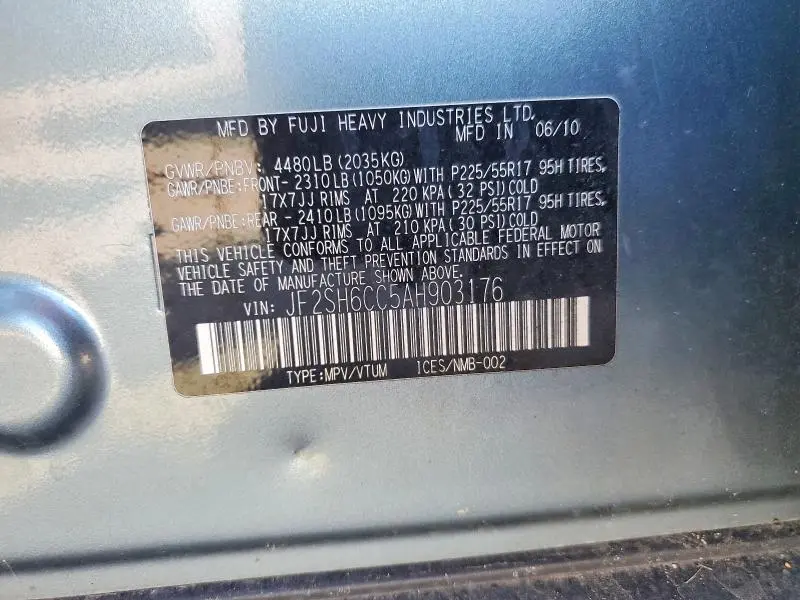 MFD BY FUJI HEAVY INDUSTRIES LTD.
MFD IN 06/10
GVWR/PNBV: 4480LB (2035KG)
GAWR/PNBE:FRONT- 2310LB (1050KG) WITH P225/55R17 95H TIRES,
17X7JJ RIMS AT 220 KPA (32 PSI) COLD
GAWR/PNBE:REAR - 2410LB (1095KG) WITH P225/55R17 95H TIRES,
17X7JJ RIMS AT 210 KPA (30 PSI) COLD
THIS VEHICLE CONFORMS TO ALL APPLICABLE FEDERAL MOTOR
VEHICLE SAFETY AND THEFT PREVENTION STANDARDS IN EFFECT ON
THE DATE OF MANUFACTURE SHOWN ABOVE.
VIN: JF2SH6CC5AH903176
TYPE:MPV/VTUM ICES/NMB-002